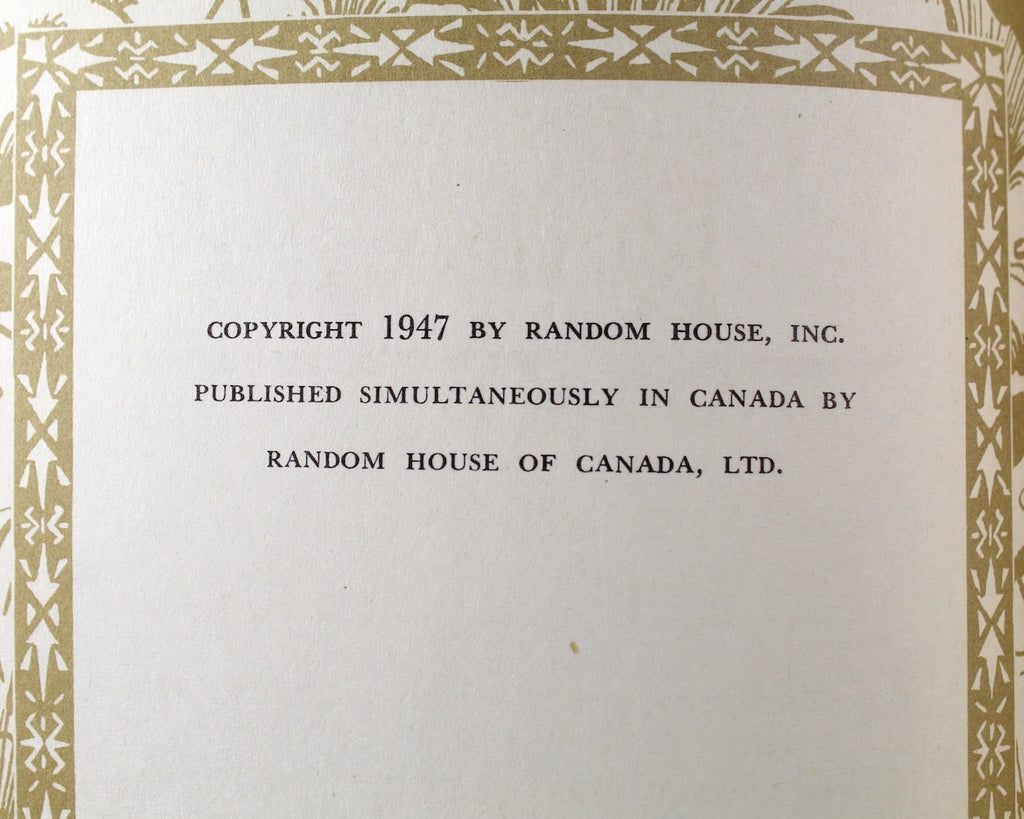 COPYRIGHT 1947 BY RANDOM HOUSE, INC.
PUBLISHED SIMULTANEOUSLY IN CANADA BY
RANDOM HOUSE OF CANADA, LTD.